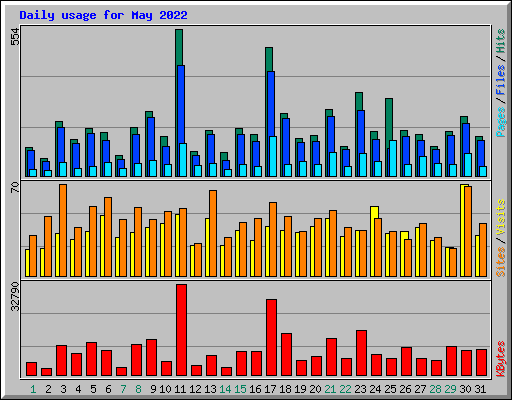 Daily usage for May 2022
554
Pages / Files / Hits
70
Sites / Visits
32790
KBytes
1 2 3 4 5 6 7 8 9 10 11 12 13 14 15 16 17 18 19 20 21 22 23 24 25 26 27 28 29 30 31